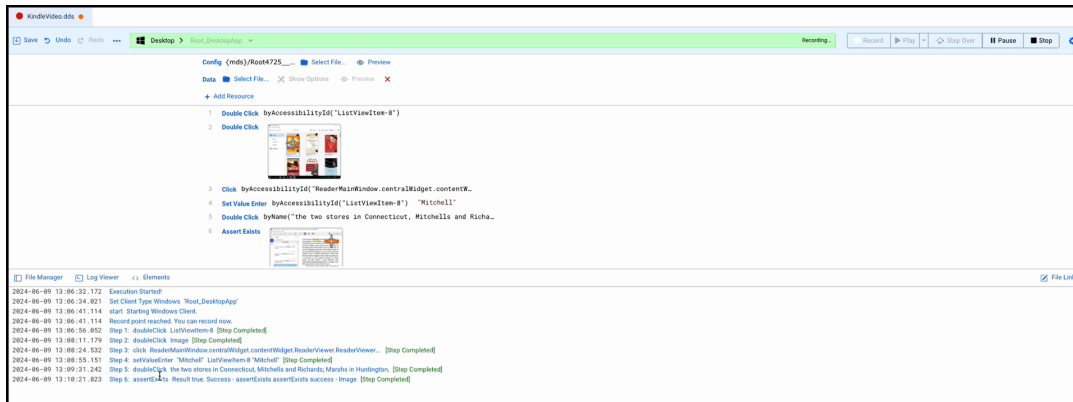 KindleVideo.dds
Save Undo Redo ••• Desktop > Root_DesktopApp Recording... Record Play Step Over Pause Stop
Config {mds}/Root4725__... Select File... Preview
Data Select File... Show Options Preview
+ Add Resource
1 Double Click byAccessibilityId("ListViewItem-8")
2 Double Click
3 Click byAccessibilityId("ReaderMainWindow.centralWidget.contentW…
4 Set Value Enter byAccessibilityId("ListViewItem-8") "Mitchell"
5 Double Click byName("the two stores in Connecticut, Mitchells and Richa…
6 Assert Exists
File Manager Log Viewer Elements File Link
2024-06-09 13:06:32.172 Execution Started!
2024-06-09 13:06:34.021 Set Client Type Windows 'Root_DesktopApp'
2024-06-09 13:06:41.114 start Starting Windows Client.
2024-06-09 13:06:41.114 Record point reached. You can record now.
2024-06-09 13:06:56.052 Step 1: doubleClick ListViewItem-8 [Step Completed]
2024-06-09 13:08:11.179 Step 2: doubleClick Image [Step Completed]
2024-06-09 13:08:24.532 Step 3: click ReaderMainWindow.centralWidget.contentWidget.ReaderViewer.ReaderViewer... [Step Completed]
2024-06-09 13:08:55.151 Step 4: setValueEnter "Mitchell" ListViewItem-8 "Mitchell" [Step Completed]
2024-06-09 13:09:31.242 Step 5: doubleClick the two stores in Connecticut, Mitchells and Richards; Marshs in Huntington, [Step Completed]
2024-06-09 13:10:21.823 Step 6: assertExists Result true. Success - assertExists assertExists success - Image [Step Completed]